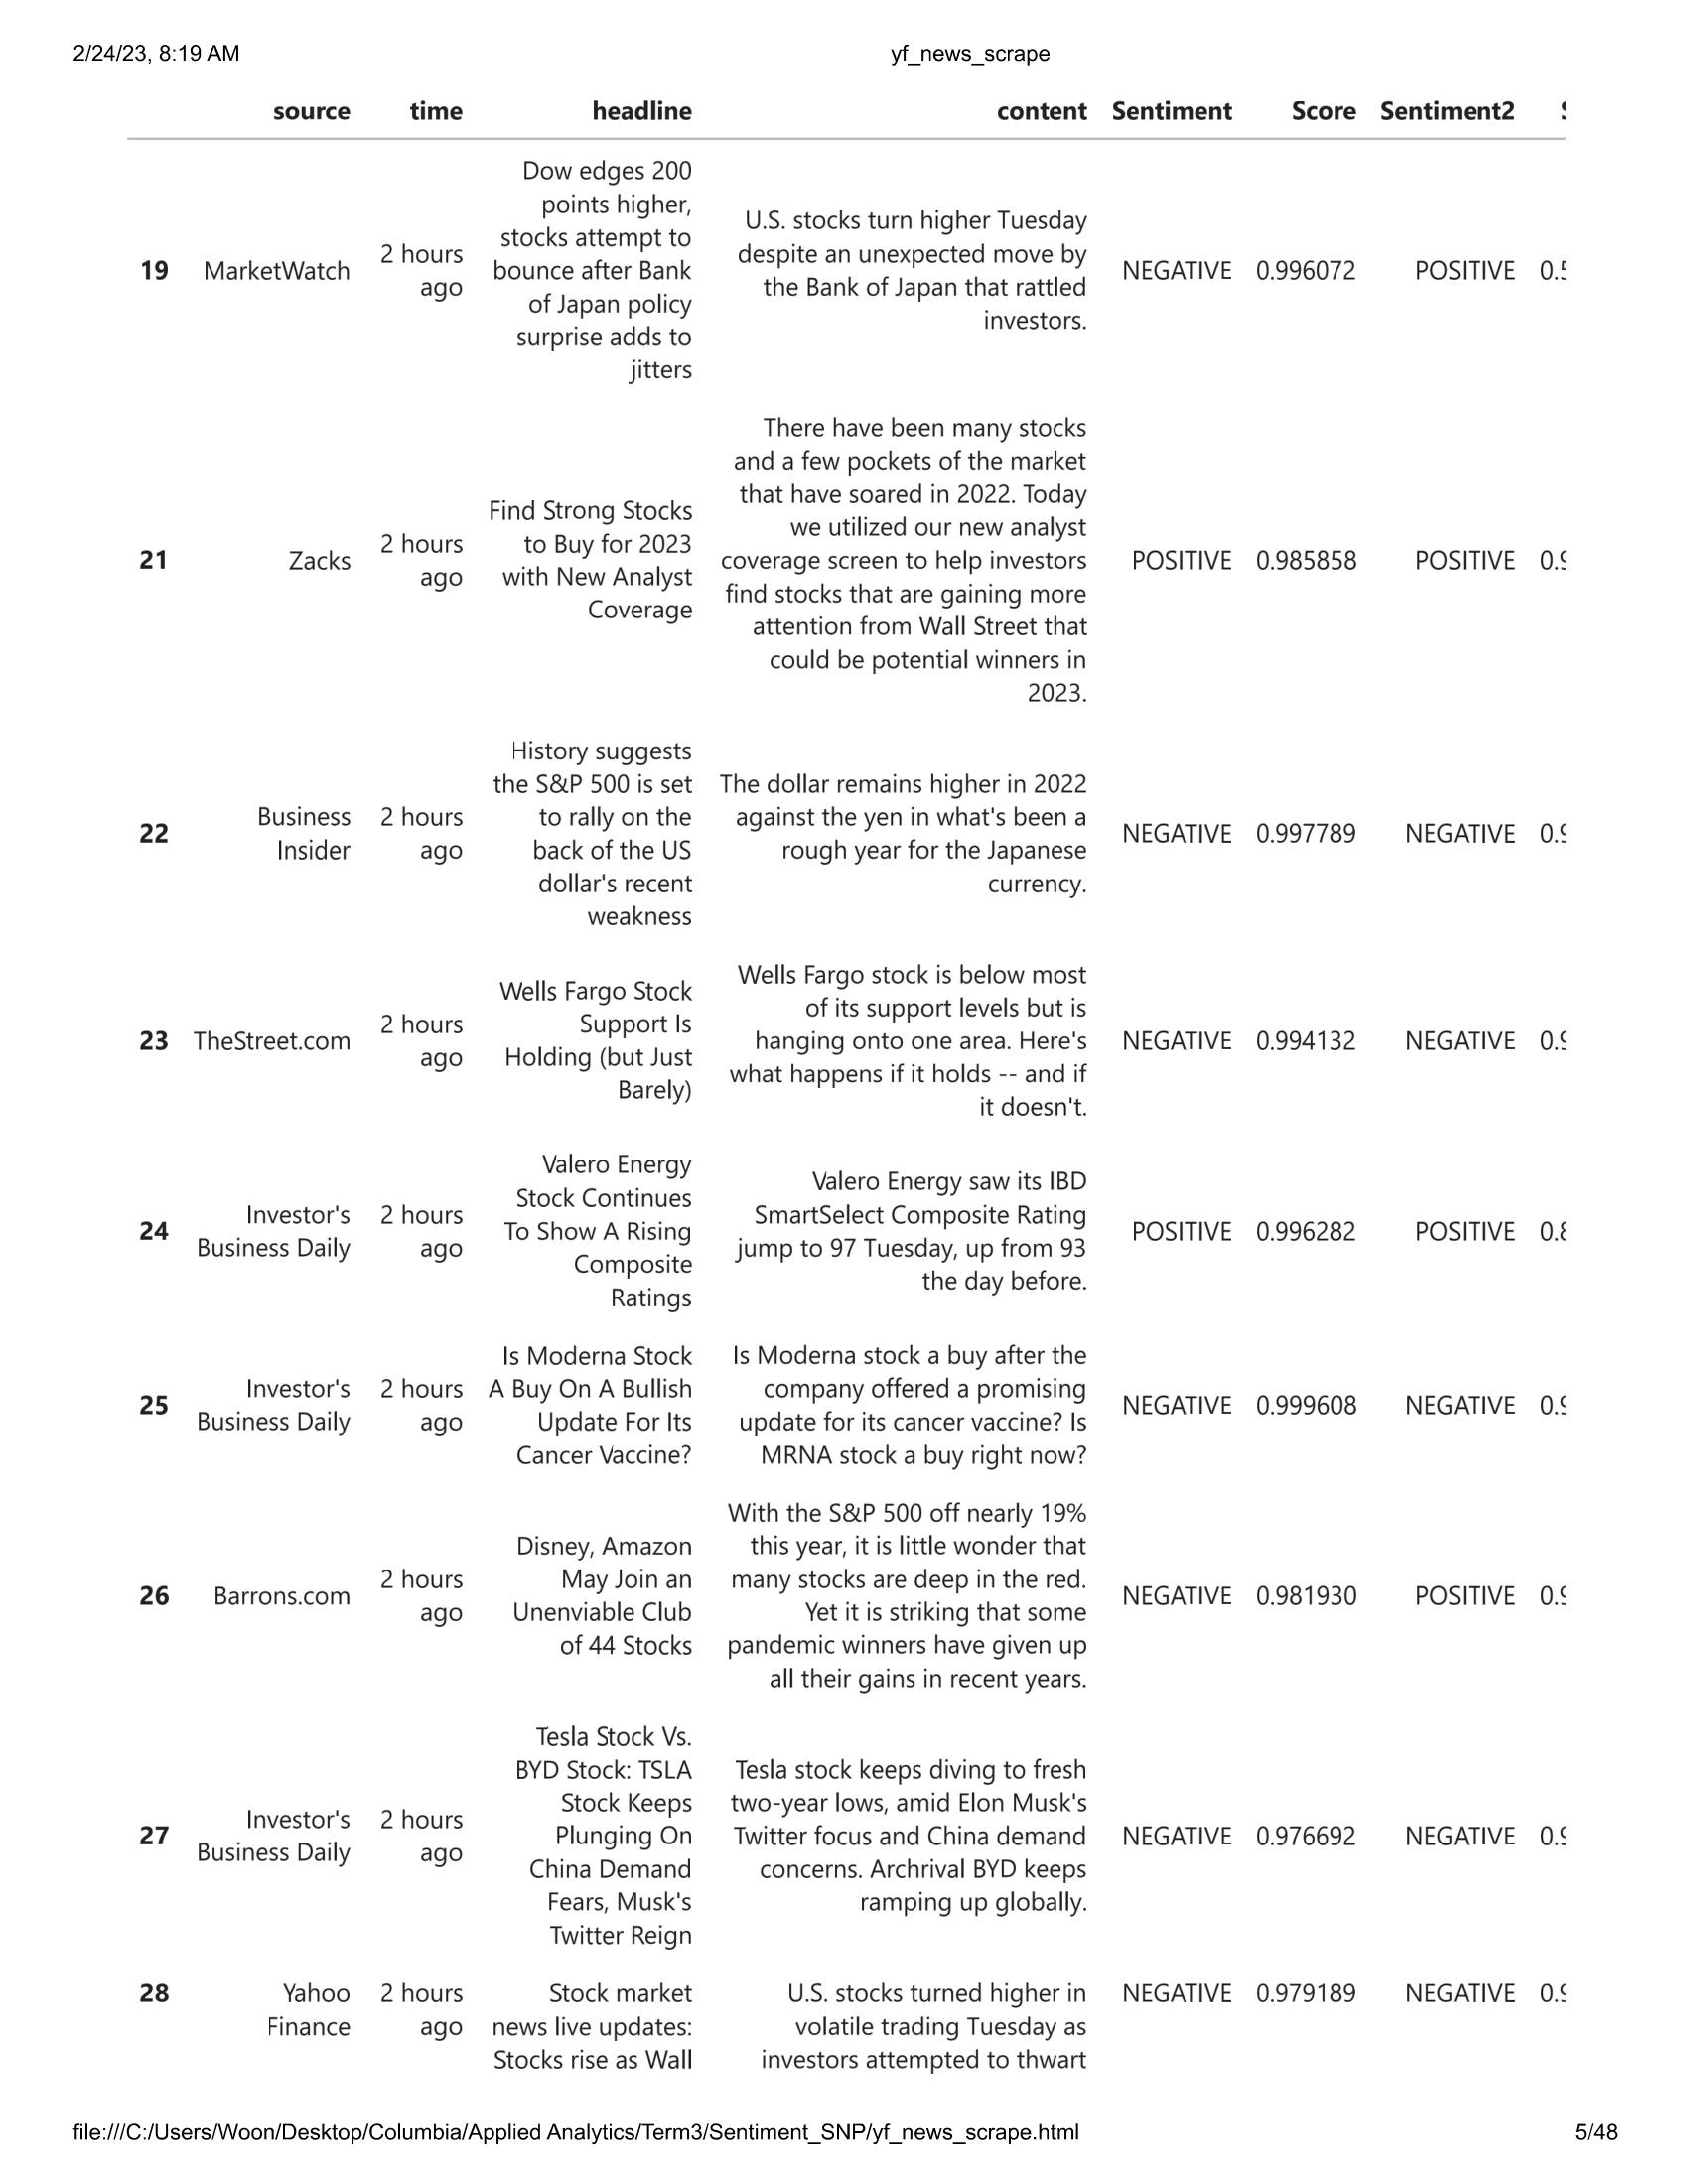 2/24/23, 8:19 AM yf_news_scrape
source time headline content Sentiment Score Sentiment2
Dow edges 200
points higher,
stocks attempt to
bounce after Bank
of Japan policy
surprise adds to
jitters
19 MarketWatch 2 hours
ago
U.S. stocks turn higher Tuesday
despite an unexpected move by
the Bank of Japan that rattled
investors.
NEGATIVE 0.996072 POSITIVE 0.5
21 Zacks 2 hours
ago
Find Strong Stocks
to Buy for 2023
with New Analyst
Coverage
There have been many stocks
and a few pockets of the market
that have soared in 2022. Today
we utilized our new analyst
coverage screen to help investors
find stocks that are gaining more
attention from Wall Street that
could be potential winners in
2023.
POSITIVE 0.985858 POSITIVE 0.9
22 Business
Insider
2 hours
ago
History suggests
the S&P 500 is set
to rally on the
back of the US
dollar's recent
weakness
The dollar remains higher in 2022
against the yen in what's been a
rough year for the Japanese
currency.
NEGATIVE 0.997789 NEGATIVE 0.9
23 TheStreet.com 2 hours
ago
Wells Fargo Stock
Support Is
Holding (but Just
Barely)
Wells Fargo stock is below most
of its support levels but is
hanging onto one area. Here's
what happens if it holds -- and if
it doesn't.
NEGATIVE 0.994132 NEGATIVE 0.9
24 Investor's
Business Daily
2 hours
ago
Valero Energy
Stock Continues
To Show A Rising
Composite
Ratings
Valero Energy saw its IBD
SmartSelect Composite Rating
jump to 97 Tuesday, up from 93
the day before.
POSITIVE 0.996282 POSITIVE 0.8
25 Investor's
Business Daily
2 hours
ago
Is Moderna Stock
A Buy On A Bullish
Update For Its
Cancer Vaccine?
Is Moderna stock a buy after the
company offered a promising
update for its cancer vaccine? Is
MRNA stock a buy right now?
NEGATIVE 0.999608 NEGATIVE 0.9
26 Barrons.com 2 hours
ago
Disney, Amazon
May Join an
Unenviable Club
of 44 Stocks
With the S&P 500 off nearly 19%
this year, it is little wonder that
many stocks are deep in the red.
Yet it is striking that some
pandemic winners have given up
all their gains in recent years.
NEGATIVE 0.981930 POSITIVE 0.9
27 Investor's
Business Daily
2 hours
ago
Tesla Stock Vs.
BYD Stock: TSLA
Stock Keeps
Plunging On
China Demand
Fears, Musk's
Twitter Reign
Tesla stock keeps diving to fresh
two-year lows, amid Elon Musk's
Twitter focus and China demand
concerns. Archrival BYD keeps
ramping up globally.
NEGATIVE 0.976692 NEGATIVE 0.9
28 Yahoo
Finance
2 hours
ago
Stock market
news live updates:
Stocks rise as Wall
U.S. stocks turned higher in
volatile trading Tuesday as
investors attempted to thwart
NEGATIVE 0.979189 NEGATIVE 0.9
file:///C:/Users/Woon/Desktop/Columbia/Applied Analytics/Term3/Sentiment_SNP/yf_news_scrape.html 5/48